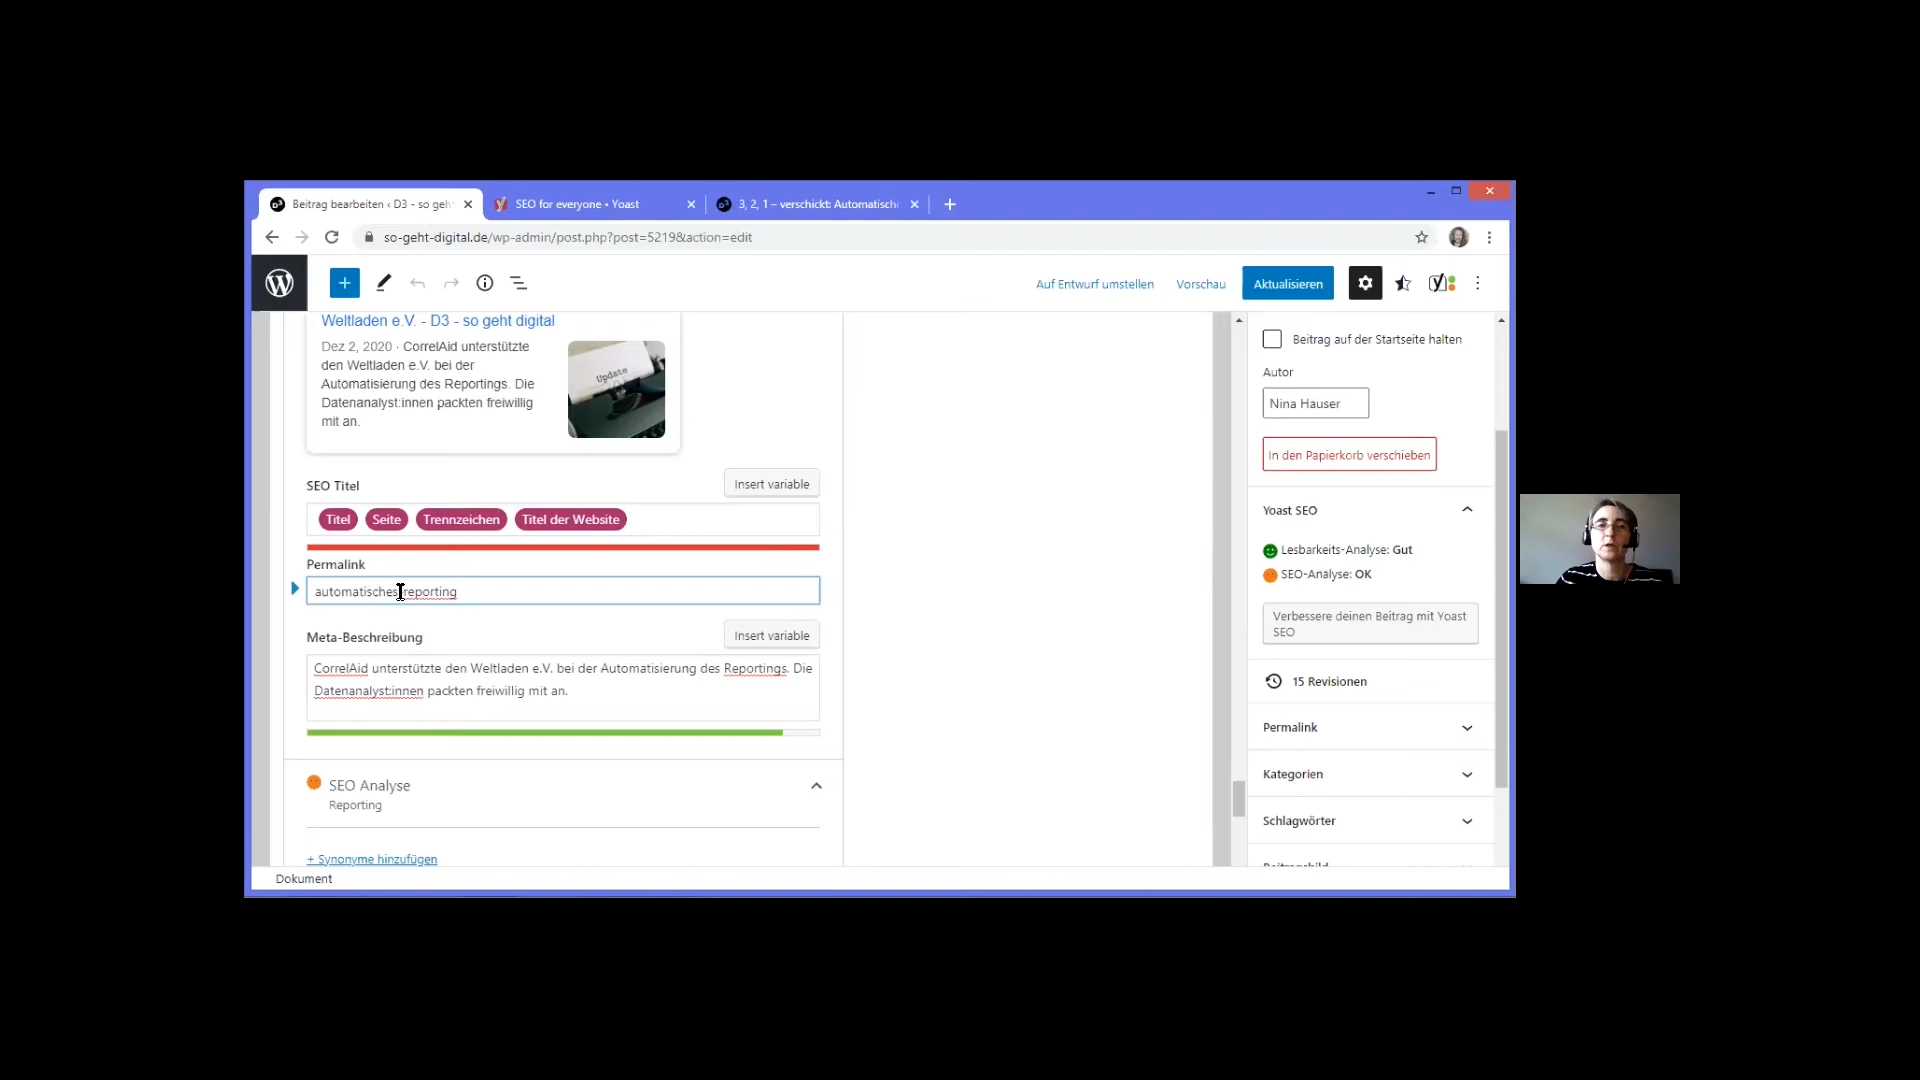 Beitrag bearbeiten ‹ D3 - so geh
SEO for everyone • Yoast
3, 2, 1 – verschickt: Automatisch
so-geht-digital.de/wp-admin/post.php?post=5219&action=edit
Auf Entwurf umstellen
Vorschau
Aktualisieren
Weltladen e.V. - D3 - so geht digital
Dez 2, 2020 · CorrelAid unterstützte
den Weltladen e.V. bei der
Automatisierung des Reportings. Die
Datenanalyst:innen packten freiwillig
mit an.
Update
SEO Titel
Insert variable
Titel
Seite
Trennzeichen
Titel der Website
Permalink
automatisches-reporting
Meta-Beschreibung
Insert variable
CorrelAid unterstützte den Weltladen e.V. bei der Automatisierung des Reportings. Die
Datenanalyst:innen packten freiwillig mit an.
SEO Analyse
Reporting
+ Synonyme hinzufügen
Dokument
Beitrag auf der Startseite halten
Autor
Nina Hauser
In den Papierkorb verschieben
Yoast SEO
Lesbarkeits-Analyse: Gut
SEO-Analyse: OK
Verbessere deinen Beitrag mit Yoast
SEO
15 Revisionen
Permalink
Kategorien
Schlagwörter